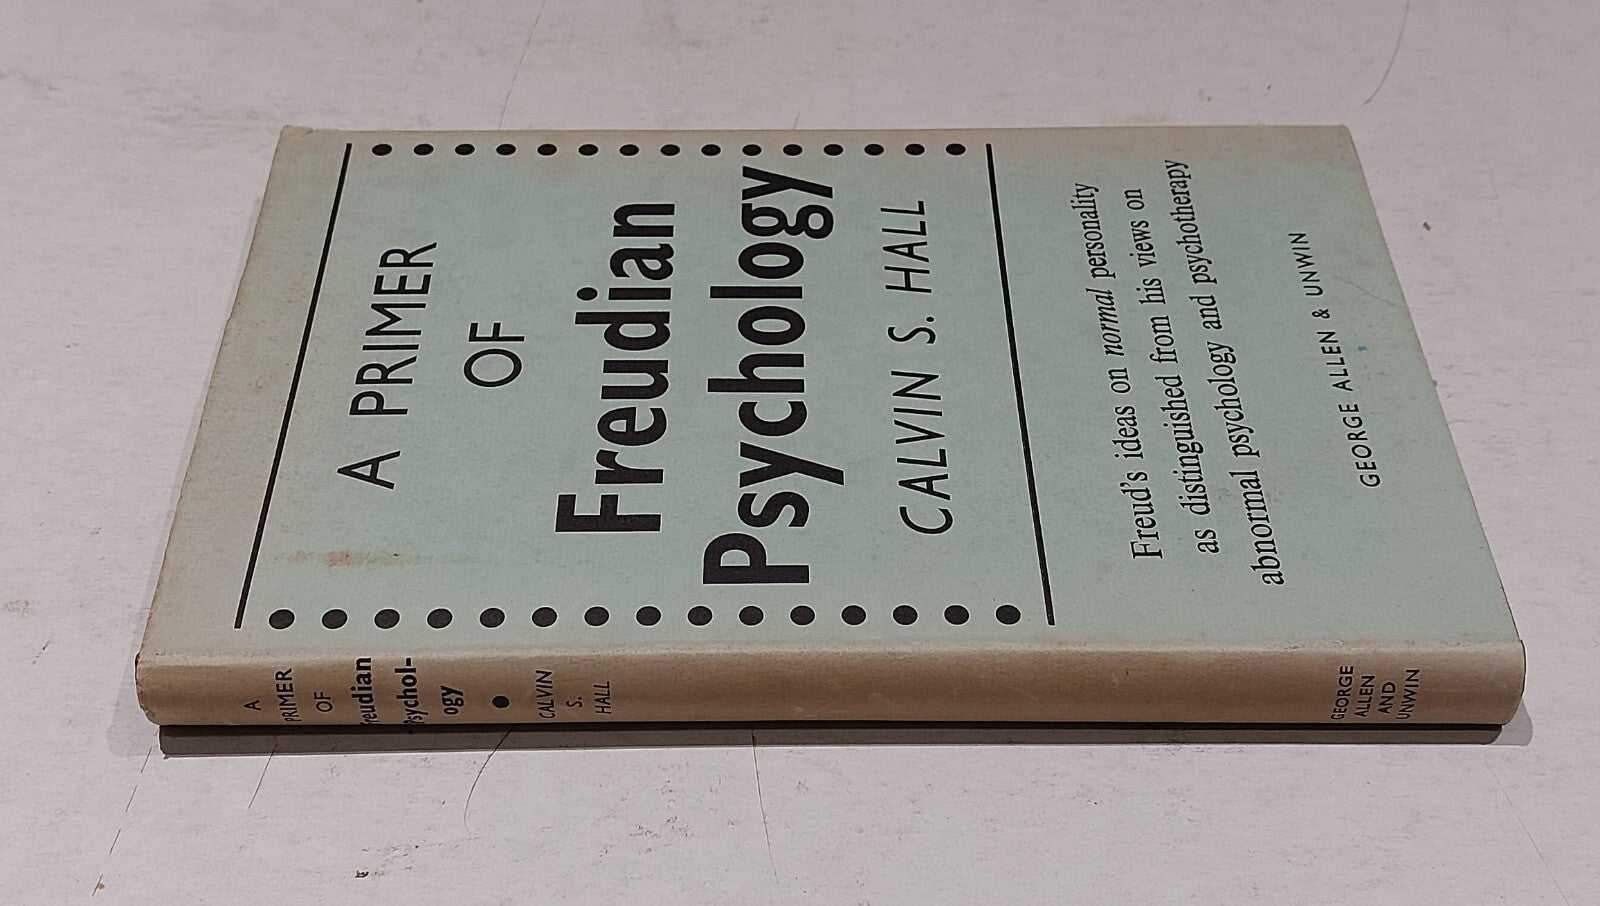 A PRIMER
OF
Freudian
Psychology
CALVIN S. HALL
Freud's ideas on normal personality
as distinguished from his views on
abnormal psychology and psychotherapy
GEORGE ALLEN & UNWIN
A
PRIMER
OF
Freudian
Psychol-
ogy
CALVIN
S.
HALL
GEORGE
ALLEN
AND
UNWIN